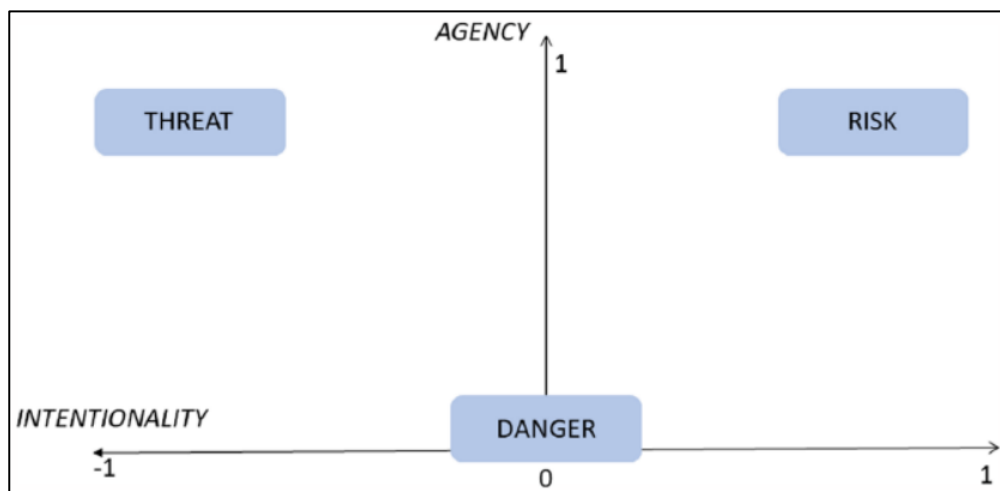 AGENCY
1
THREAT
RISK
INTENTIONALITY
DANGER
-1
0
1